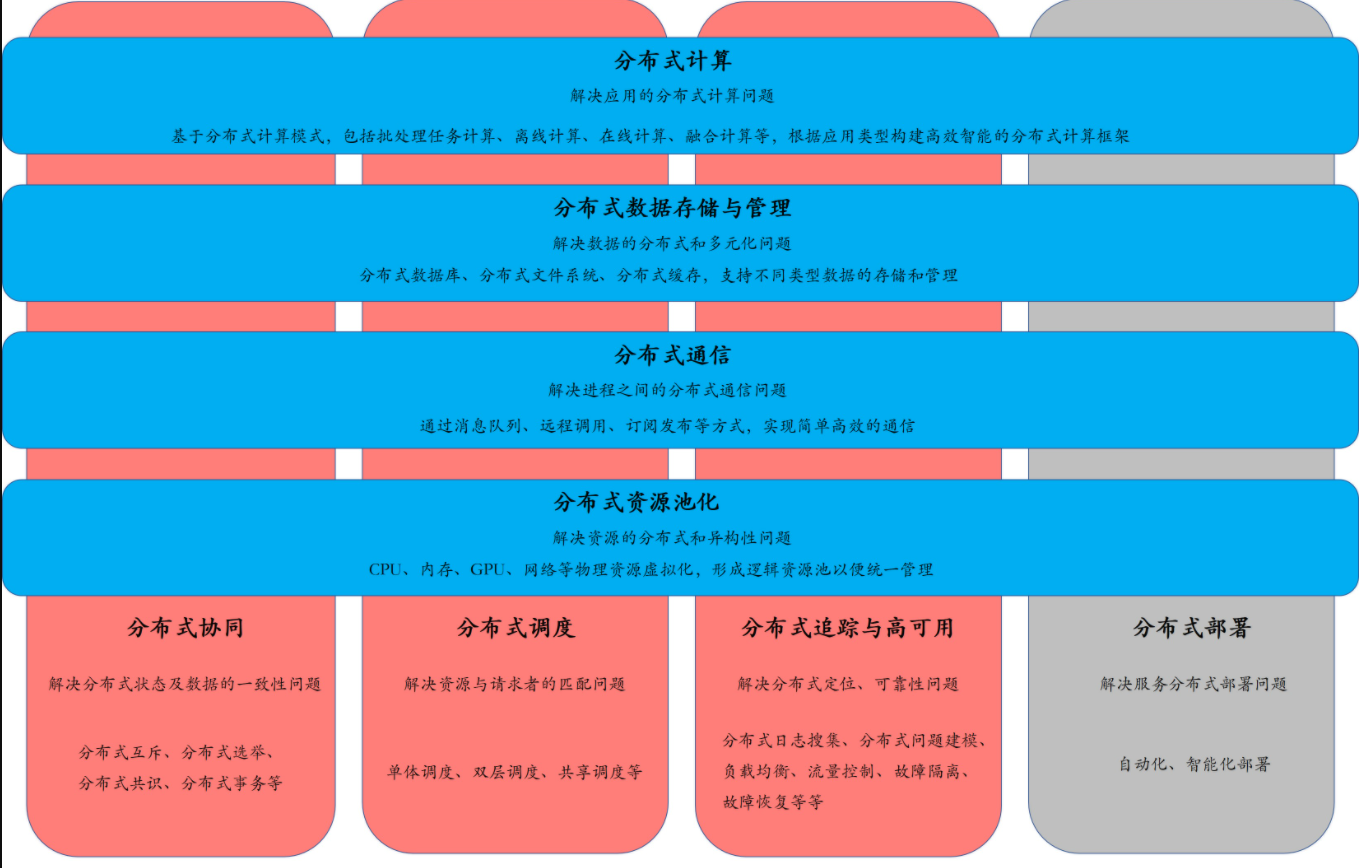 分布式计算
解决应用的分布式计算问题
基于分布式计算模式，包括批处理任务计算、离线计算、在线计算、融合计算等，根据应用类型构建高效智能的分布式计算框架
分布式数据存储与管理
解决数据的分布式和多元化问题
分布式数据库、分布式文件系统、分布式缓存，支持不同类型数据的存储和管理
分布式通信
解决进程之间的分布式通信问题
通过消息队列、远程调用、订阅发布等方式，实现简单高效的通信
分布式资源池化
解决资源的分布式和异构性问题
CPU、内存、GPU、网络等物理资源虚拟化，形成逻辑资源池以便统一管理
分布式协同
解决分布式状态及数据的一致性问题
分布式互斥、分布式选举、
分布式共识、分布式事务等
分布式调度
解决资源与请求者的匹配问题
单体调度、双层调度、共享调度等
分布式追踪与高可用
解决分布式定位、可靠性问题
分布式日志搜集、分布式问题建模、
负载均衡、流量控制、故障隔离、
故障恢复等等
分布式部署
解决服务分布式部署问题
自动化、智能化部署